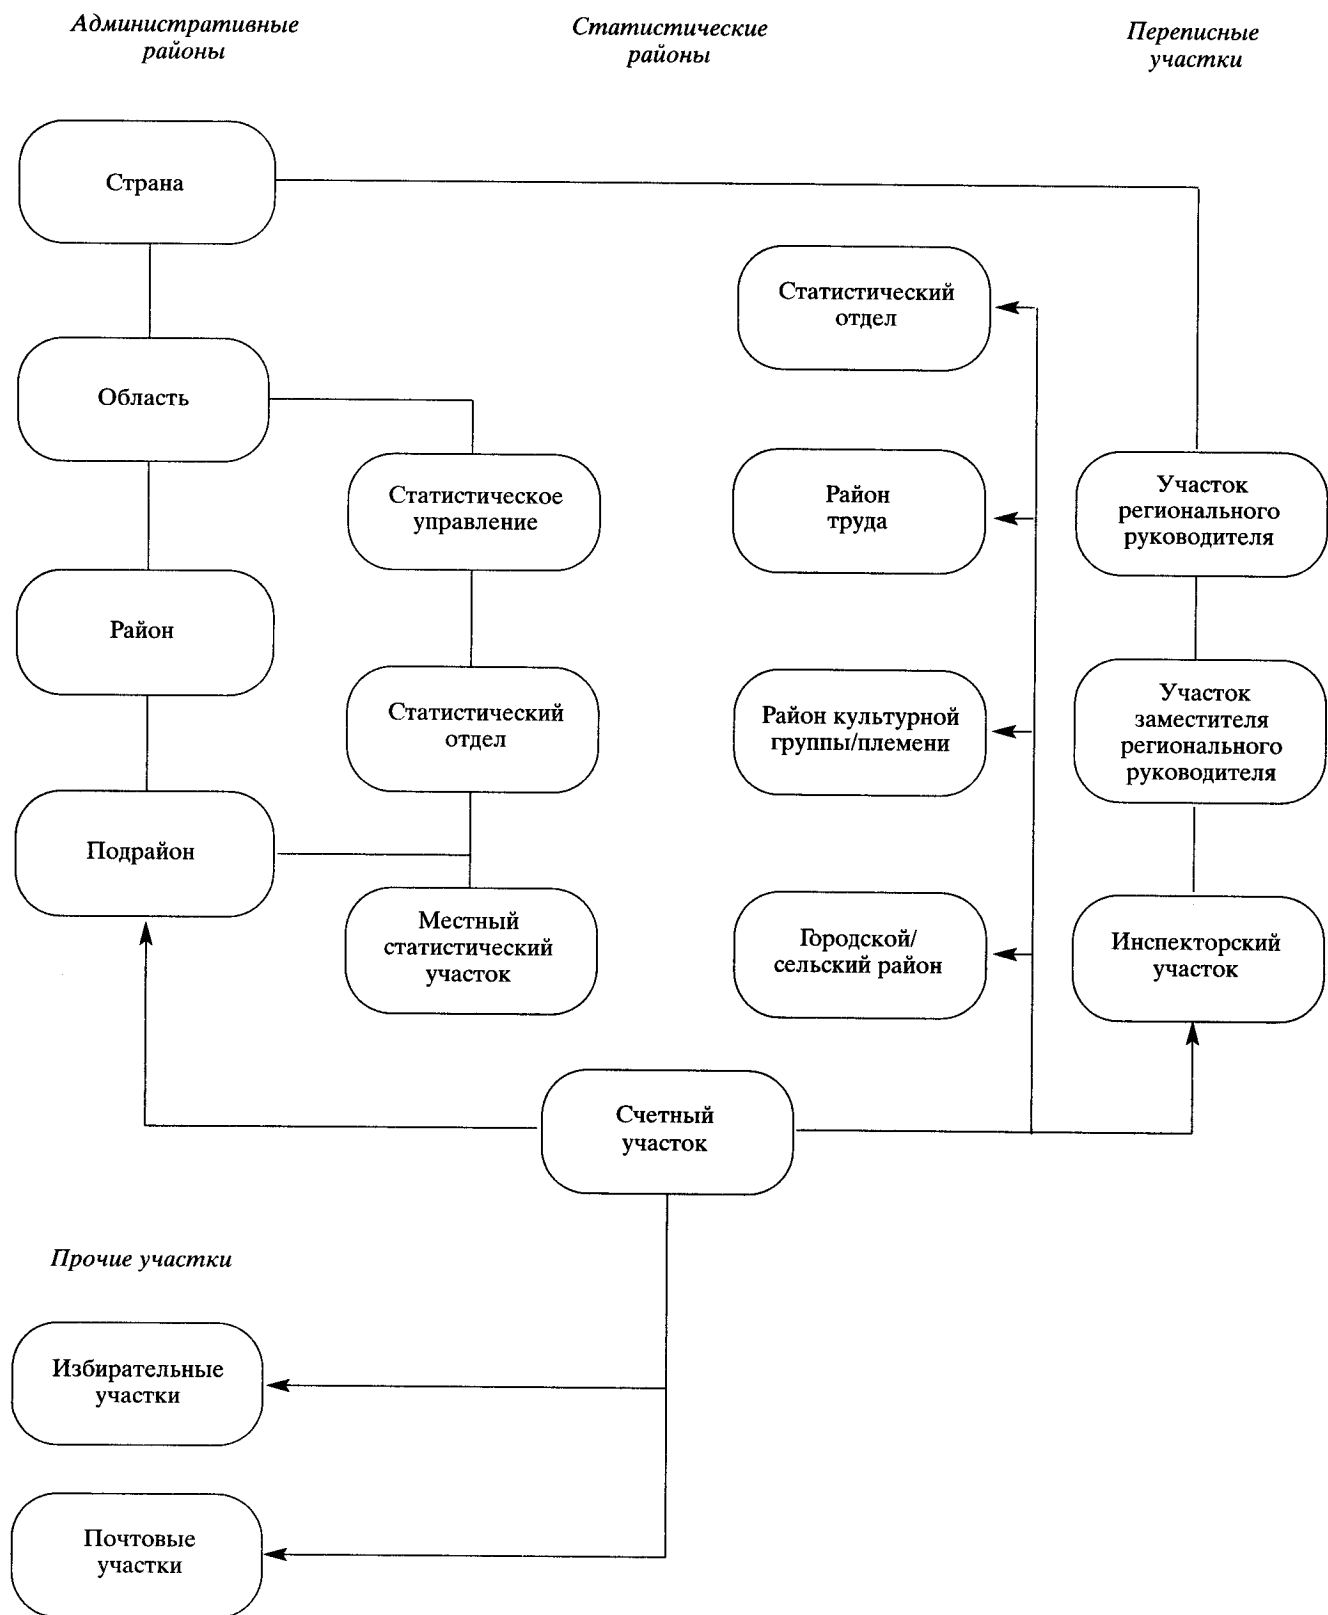 Административные
районы
Статистические
районы
Переписные
участки
Страна
Статистический
отдел
Область
Статистическое
управление
Район
труда
Участок
регионального
руководителя
Район
Статистический
отдел
Район культурной
группы/племени
Участок
заместителя
регионального
руководителя
Подрайон
Местный
статистический
участок
Городской/
сельский район
Инспекторский
участок
Счетный
участок
Прочие участки
Избирательные
участки
Почтовые
участки